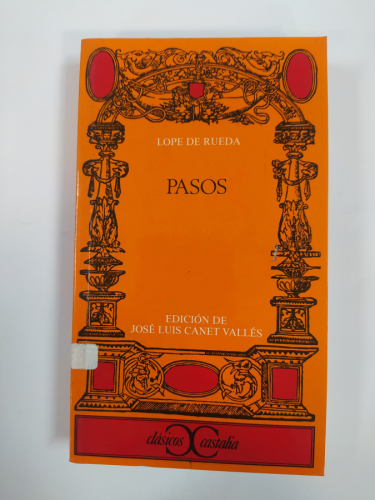 LOPE DE RUEDA
PASOS
EDICIÓN DE
JOSÉ LUIS CANET VALLÉS
clásicos castalia